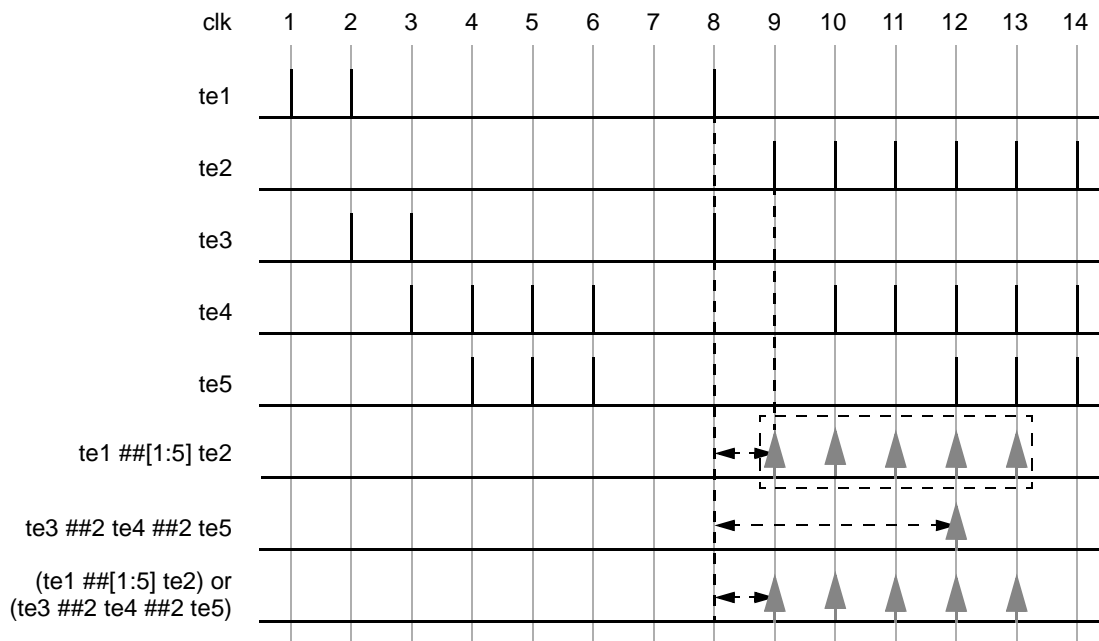 clk 1 2 3 4 5 6 7 8 9 10 11 12 13 14
te1
te2
te3
te4
te5
te1 ##[1:5] te2
te3 ##2 te4 ##2 te5
(te1 ##[1:5] te2) or
(te3 ##2 te4 ##2 te5)